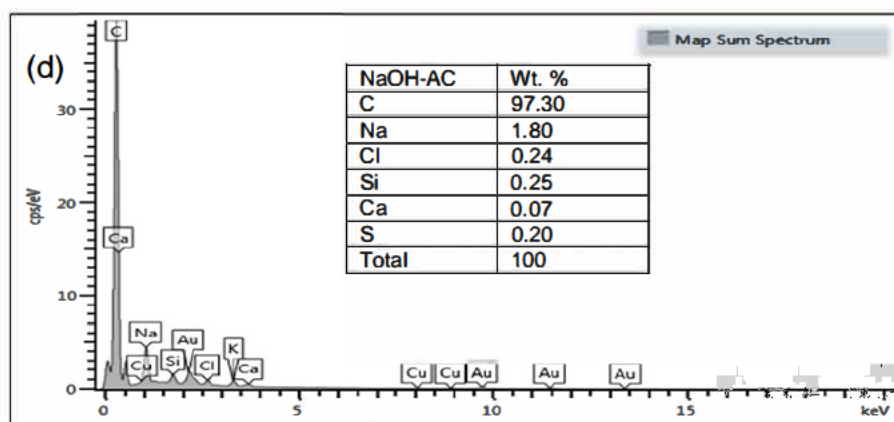 C
Map Sum Spectrum
(d)
NaOH-AC Wt. %
C 97.30
Na 1.80
Cl 0.24
Si 0.25
Ca 0.07
S 0.20
Total 100
30
20
10
0
cps/eV
Ca
Na
Au
Cu
Si
Cl
K
Ca
Cu
Cu
Au
Au
Au
0 5 10 15 keV